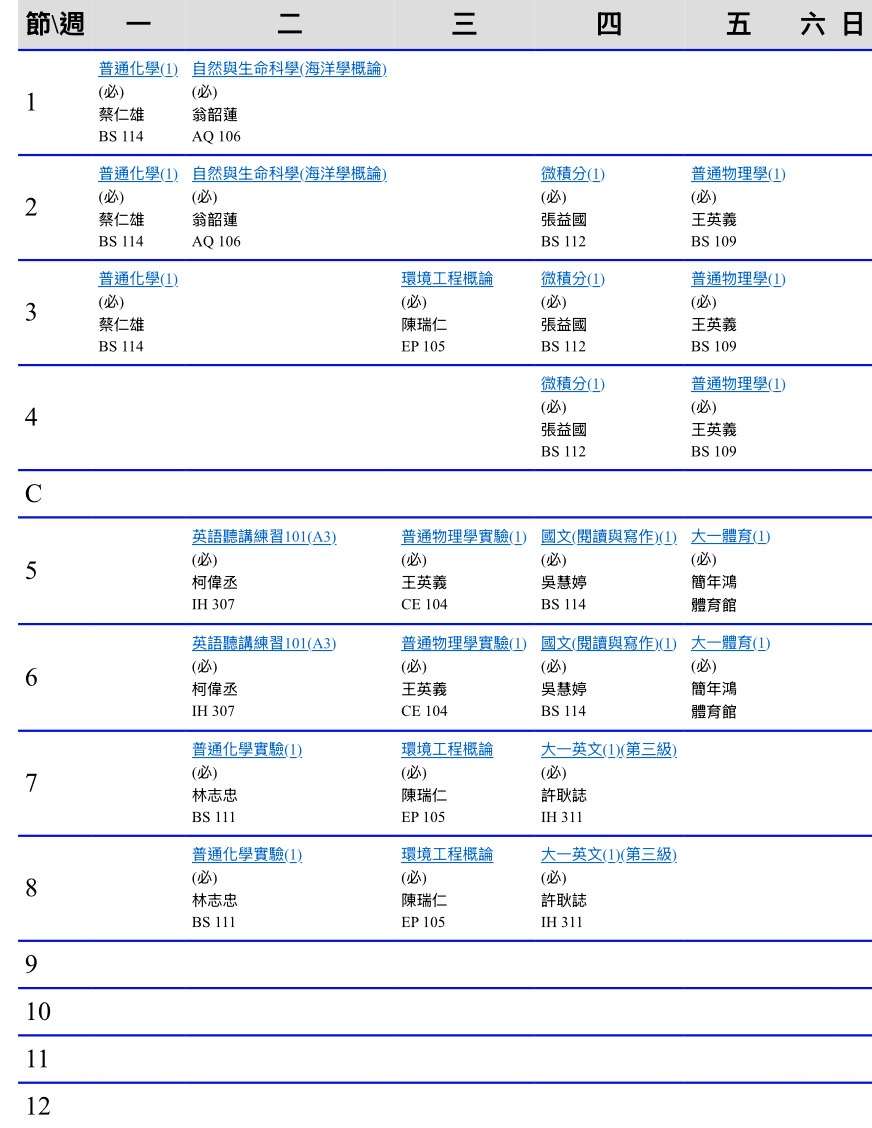 節\週 一 二 三 四 五 六 日
1
普通化學(1)
(必)
蔡仁雄
BS 114
自然與生命科學(海洋學概論)
(必)
翁韶蓮
AQ 106
2
普通化學(1)
(必)
蔡仁雄
BS 114
自然與生命科學(海洋學概論)
(必)
翁韶蓮
AQ 106
微積分(1)
(必)
張益國
BS 112
普通物理學(1)
(必)
王英義
BS 109
3
普通化學(1)
(必)
蔡仁雄
BS 114
環境工程概論
(必)
陳瑞仁
EP 105
微積分(1)
(必)
張益國
BS 112
普通物理學(1)
(必)
王英義
BS 109
4
微積分(1)
(必)
張益國
BS 112
普通物理學(1)
(必)
王英義
BS 109
C
5
英語聽講練習101(A3)
(必)
柯偉丞
IH 307
普通物理學實驗(1)
(必)
王英義
CE 104
國文(閱讀與寫作)(1)
(必)
吳慧婷
BS 114
大一體育(1)
(必)
簡年鴻
體育館
6
英語聽講練習101(A3)
(必)
柯偉丞
IH 307
普通物理學實驗(1)
(必)
王英義
CE 104
國文(閱讀與寫作)(1)
(必)
吳慧婷
BS 114
大一體育(1)
(必)
簡年鴻
體育館
7
普通化學實驗(1)
(必)
林志忠
BS 111
環境工程概論
(必)
陳瑞仁
EP 105
大一英文(1)(第三級)
(必)
許耿誌
IH 311
8
普通化學實驗(1)
(必)
林志忠
BS 111
環境工程概論
(必)
陳瑞仁
EP 105
大一英文(1)(第三級)
(必)
許耿誌
IH 311
9
10
11
12